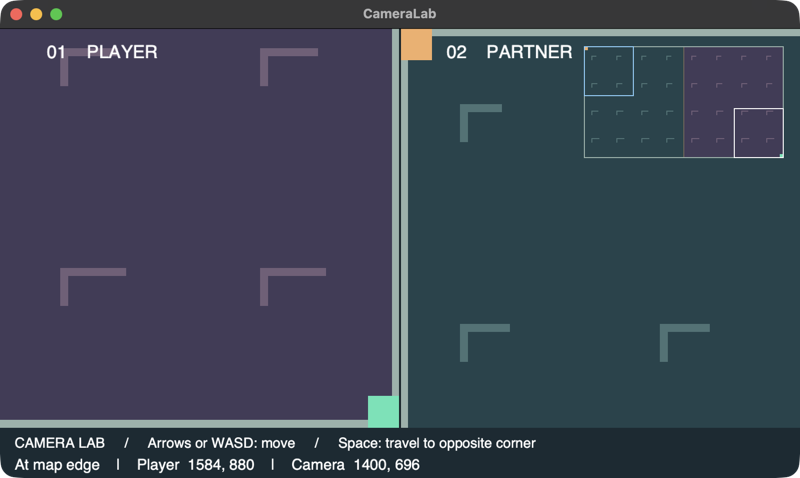 CameraLab
01 PLAYER
02 PARTNER
CAMERA LAB / Arrows or WASD: move / Space: travel to opposite corner
At map edge | Player 1584, 880 | Camera 1400, 696